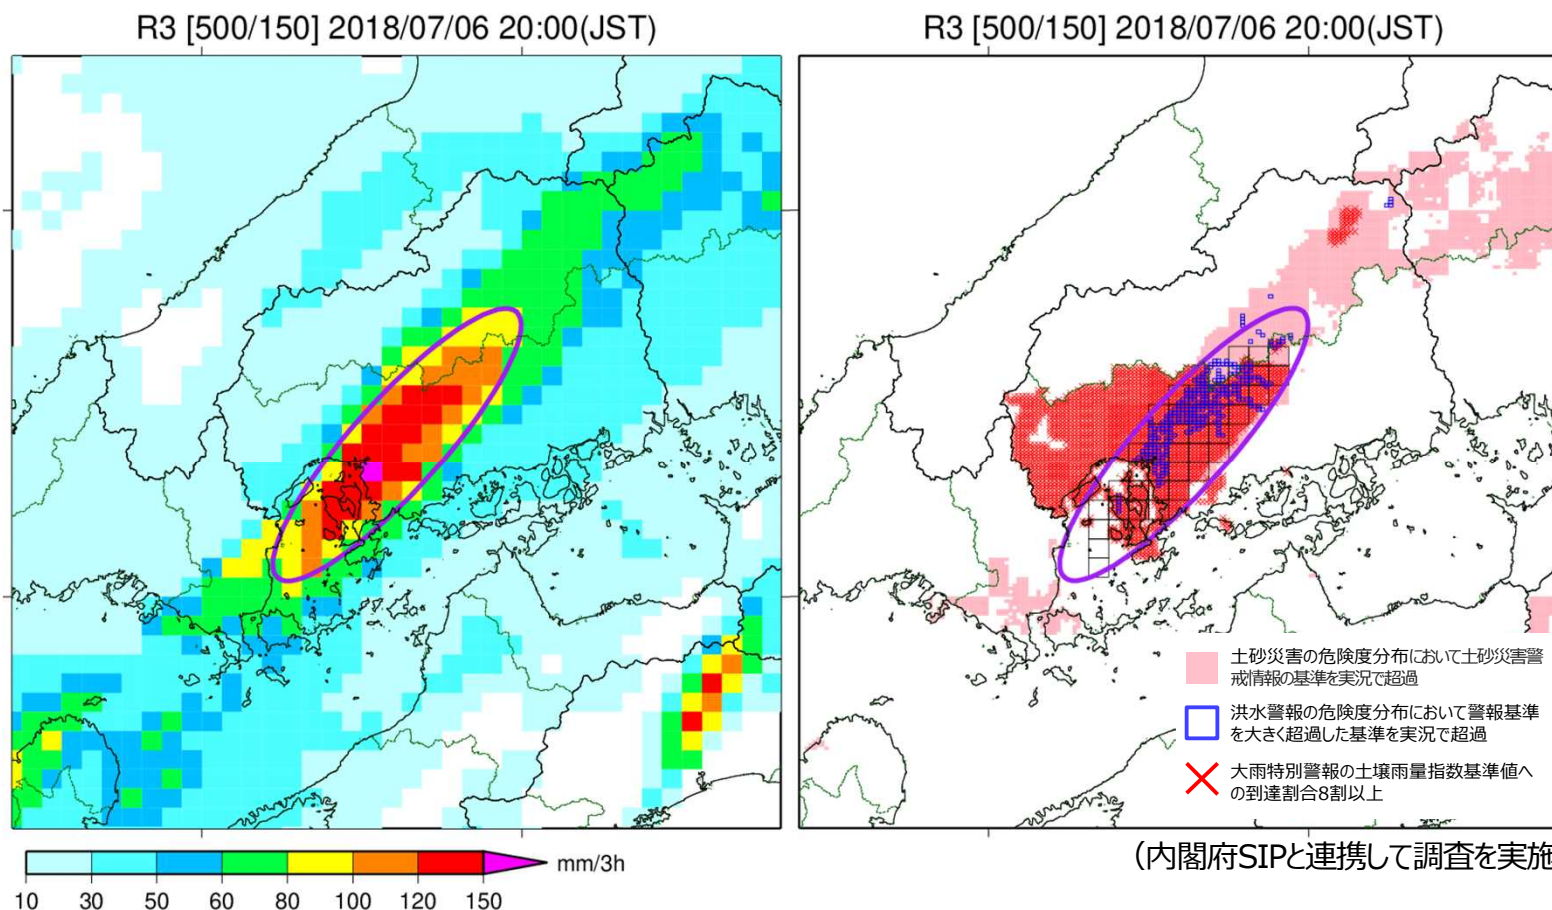 R3 [500/150] 2018/07/06 20:00(JST)
R3 [500/150] 2018/07/06 20:00(JST)
土砂災害の危険度分布において土砂災害警
戒情報の基準を実況で超過
洪水警報の危険度分布において警報基準
を大きく超過した基準を実況で超過
大雨特別警報の土壌雨量指数基準値へ
の到達割合8割以上
mm/3h
10 30 50 60 80 100 120 150
(内閣府SIPと連携して調査を実施